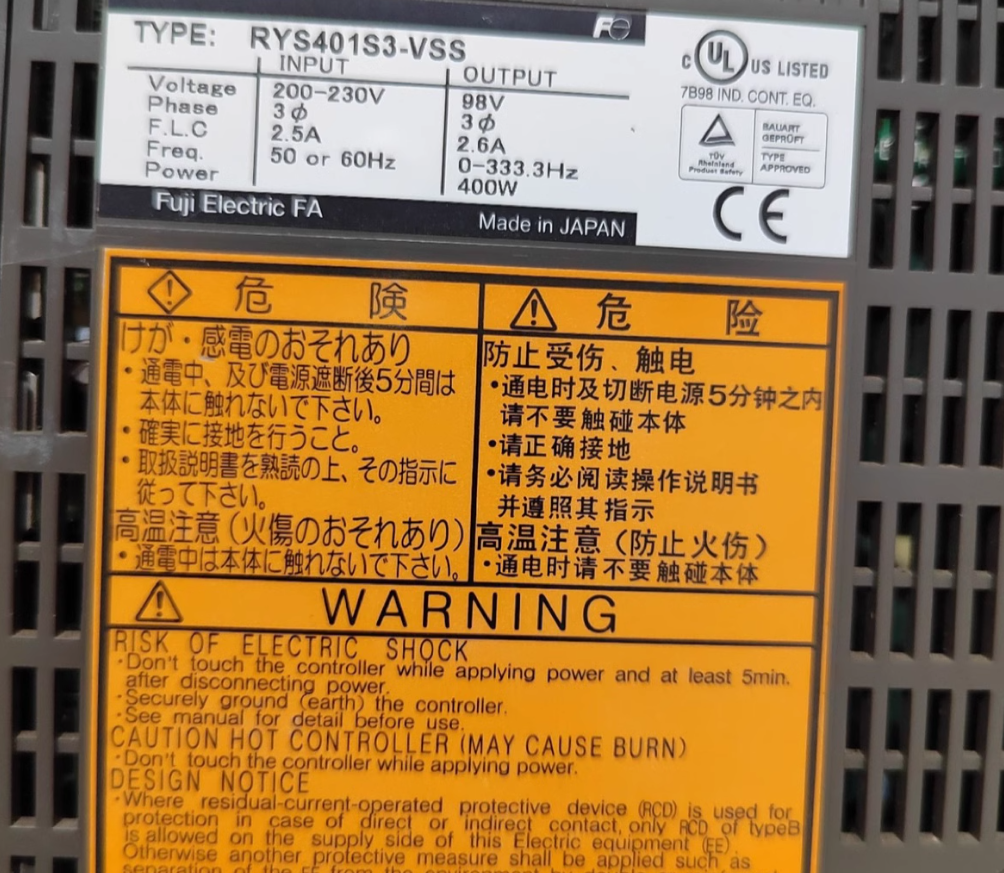 TYPE: RYS401S3-VSS
INPUT OUTPUT
Voltage 200-230V 98V
Phase 3ϕ 3ϕ
F.L.C 2.5A 2.6A
Freq. 50 or 60Hz 0-333.3Hz
Power 400W
Fuji Electric FA Made in JAPAN
C UL US LISTED
7B98 IND. CONT. EQ.
TÜV
Rheinland
Product Safety
BAUART
GEPRÜFT
TYPE
APPROVED
CE
危 険
けが・感電のおそれあり
・通電中、及び電源遮断後5分間は
本体に触れないで下さい。
・確実に接地を行うこと。
・取扱説明書を熟読の上、その指示に
従って下さい。
高温注意(火傷のおそれあり)
・通電中は本体に触れないで下さい。
危 险
防止受伤、触电
•通电时及切断电源5分钟之内
请不要触碰本体
•请正确接地
•请务必阅读操作说明书
并遵照其指示
高温注意(防止火伤)
•通电时请不要触碰本体
WARNING
RISK OF ELECTRIC SHOCK
·Don't touch the controller while applying power and at least 5min.
after disconnecting power.
·Securely ground (earth) the controller.
·See manual for detail before use.
CAUTION HOT CONTROLLER (MAY CAUSE BURN)
·Don't touch the controller while applying power.
DESIGN NOTICE
·Where residual-current-operated protective device (RCD) is used for
protection in case of direct or indirect contact, only RCD of typeB
is allowed on the supply side of this Electric equipment (EE).
Otherwise another protective measure shall be applied such as
separation of the EE from the environment by